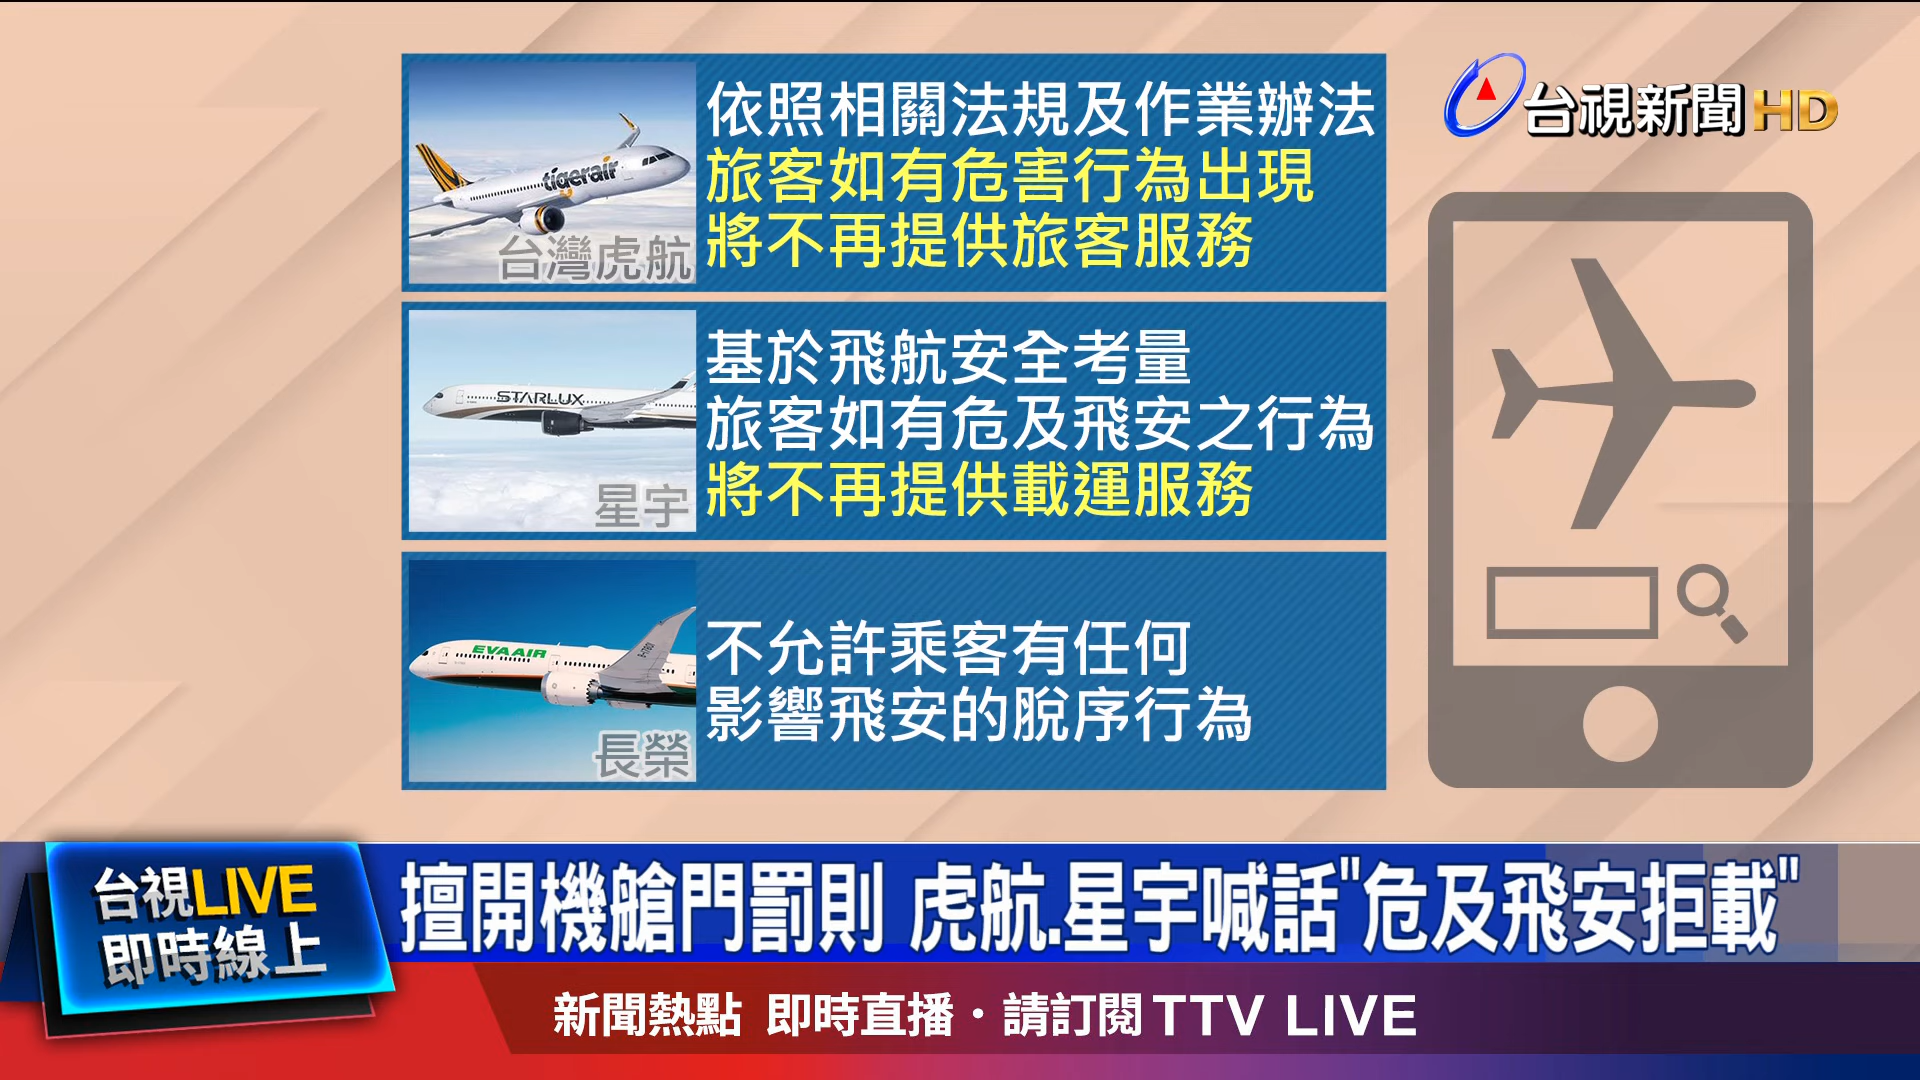 台視新聞HD
依照相關法規及作業辦法
旅客如有危害行為出現
將不再提供旅客服務
tigerair
台灣虎航
基於飛航安全考量
旅客如有危及飛安之行為
將不再提供載運服務
STARLUX
星宇
不允許乘客有任何
影響飛安的脫序行為
EVA AIR
長榮
台視LIVE
即時線上
擅開機艙門罰則 虎航.星宇喊話"危及飛安拒載"
新聞熱點 即時直播・請訂閱TTV LIVE